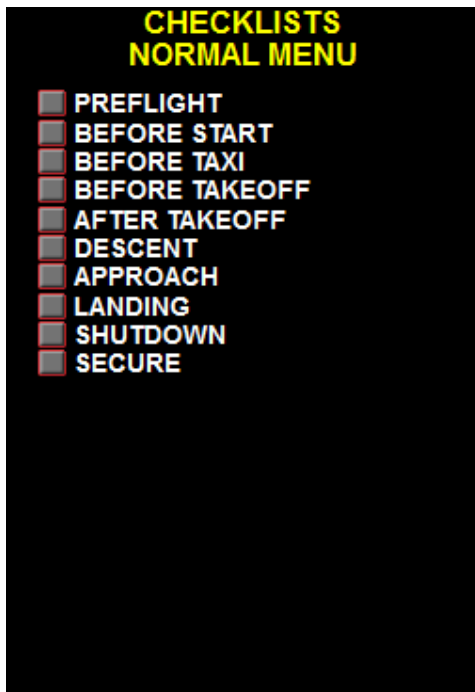 CHECKLISTS
NORMAL MENU
PREFLIGHT
BEFORE START
BEFORE TAXI
BEFORE TAKEOFF
AFTER TAKEOFF
DESCENT
APPROACH
LANDING
SHUTDOWN
SECURE